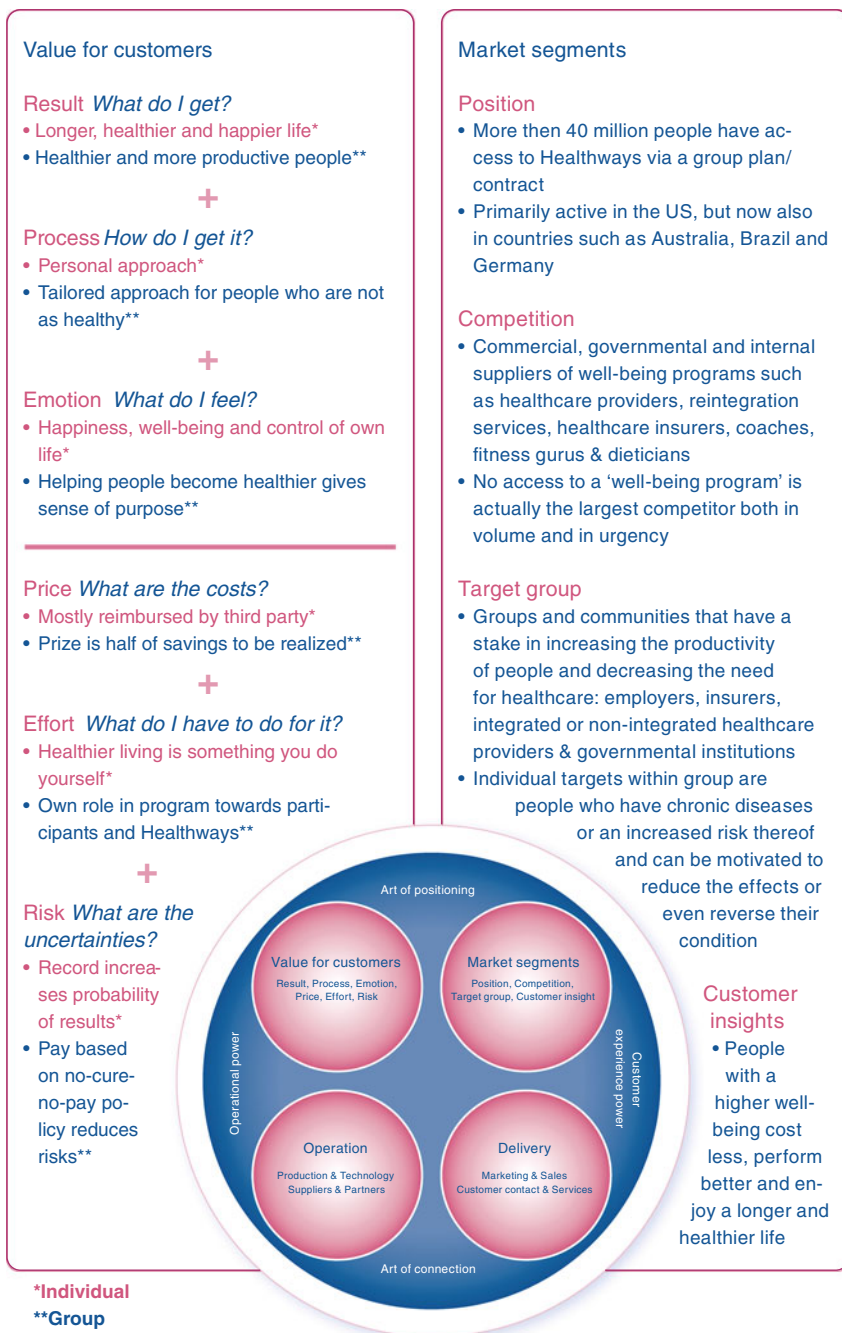 Value for customers
Result What do I get?
• Longer, healthier and happier life*
• Healthier and more productive people**
+
Process How do I get it?
• Personal approach*
• Tailored approach for people who are not
as healthy**
+
Emotion What do I feel?
• Happiness, well-being and control of own
life*
• Helping people become healthier gives
sense of purpose**
Price What are the costs?
• Mostly reimbursed by third party*
• Prize is half of savings to be realized**
+
Effort What do I have to do for it?
• Healthier living is something you do
yourself*
• Own role in program towards parti-
cipants and Healthways**
+
Risk What are the
uncertainties?
• Record increa-
ses probability
of results*
• Pay based
on no-cure-
no-pay po-
licy reduces
risks**
*Individual
**Group
Market segments
Position
• More then 40 million people have ac-
cess to Healthways via a group plan/
contract
• Primarily active in the US, but now also
in countries such as Australia, Brazil and
Germany
Competition
• Commercial, governmental and internal
suppliers of well-being programs such
as healthcare providers, reintegration
services, healthcare insurers, coaches,
fitness gurus & dieticians
• No access to a ‘well-being program’ is
actually the largest competitor both in
volume and in urgency
Target group
• Groups and communities that have a
stake in increasing the productivity
of people and decreasing the need
for healthcare: employers, insurers,
integrated or non-integrated healthcare
providers & governmental institutions
• Individual targets within group are
people who have chronic diseases
or an increased risk thereof
and can be motivated to
reduce the effects or
even reverse their
condition
Customer
insights
• People
with a
higher well-
being cost
less, perform
better and en-
joy a longer and
healthier life
Art of positioning
Value for customers
Result, Process, Emotion,
Price, Effort, Risk
Market segments
Position, Competition,
Target group, Customer insight
Operational power
Customer
experience power
Operation
Production & Technology
Suppliers & Partners
Delivery
Marketing & Sales
Customer contact & Services
Art of connection